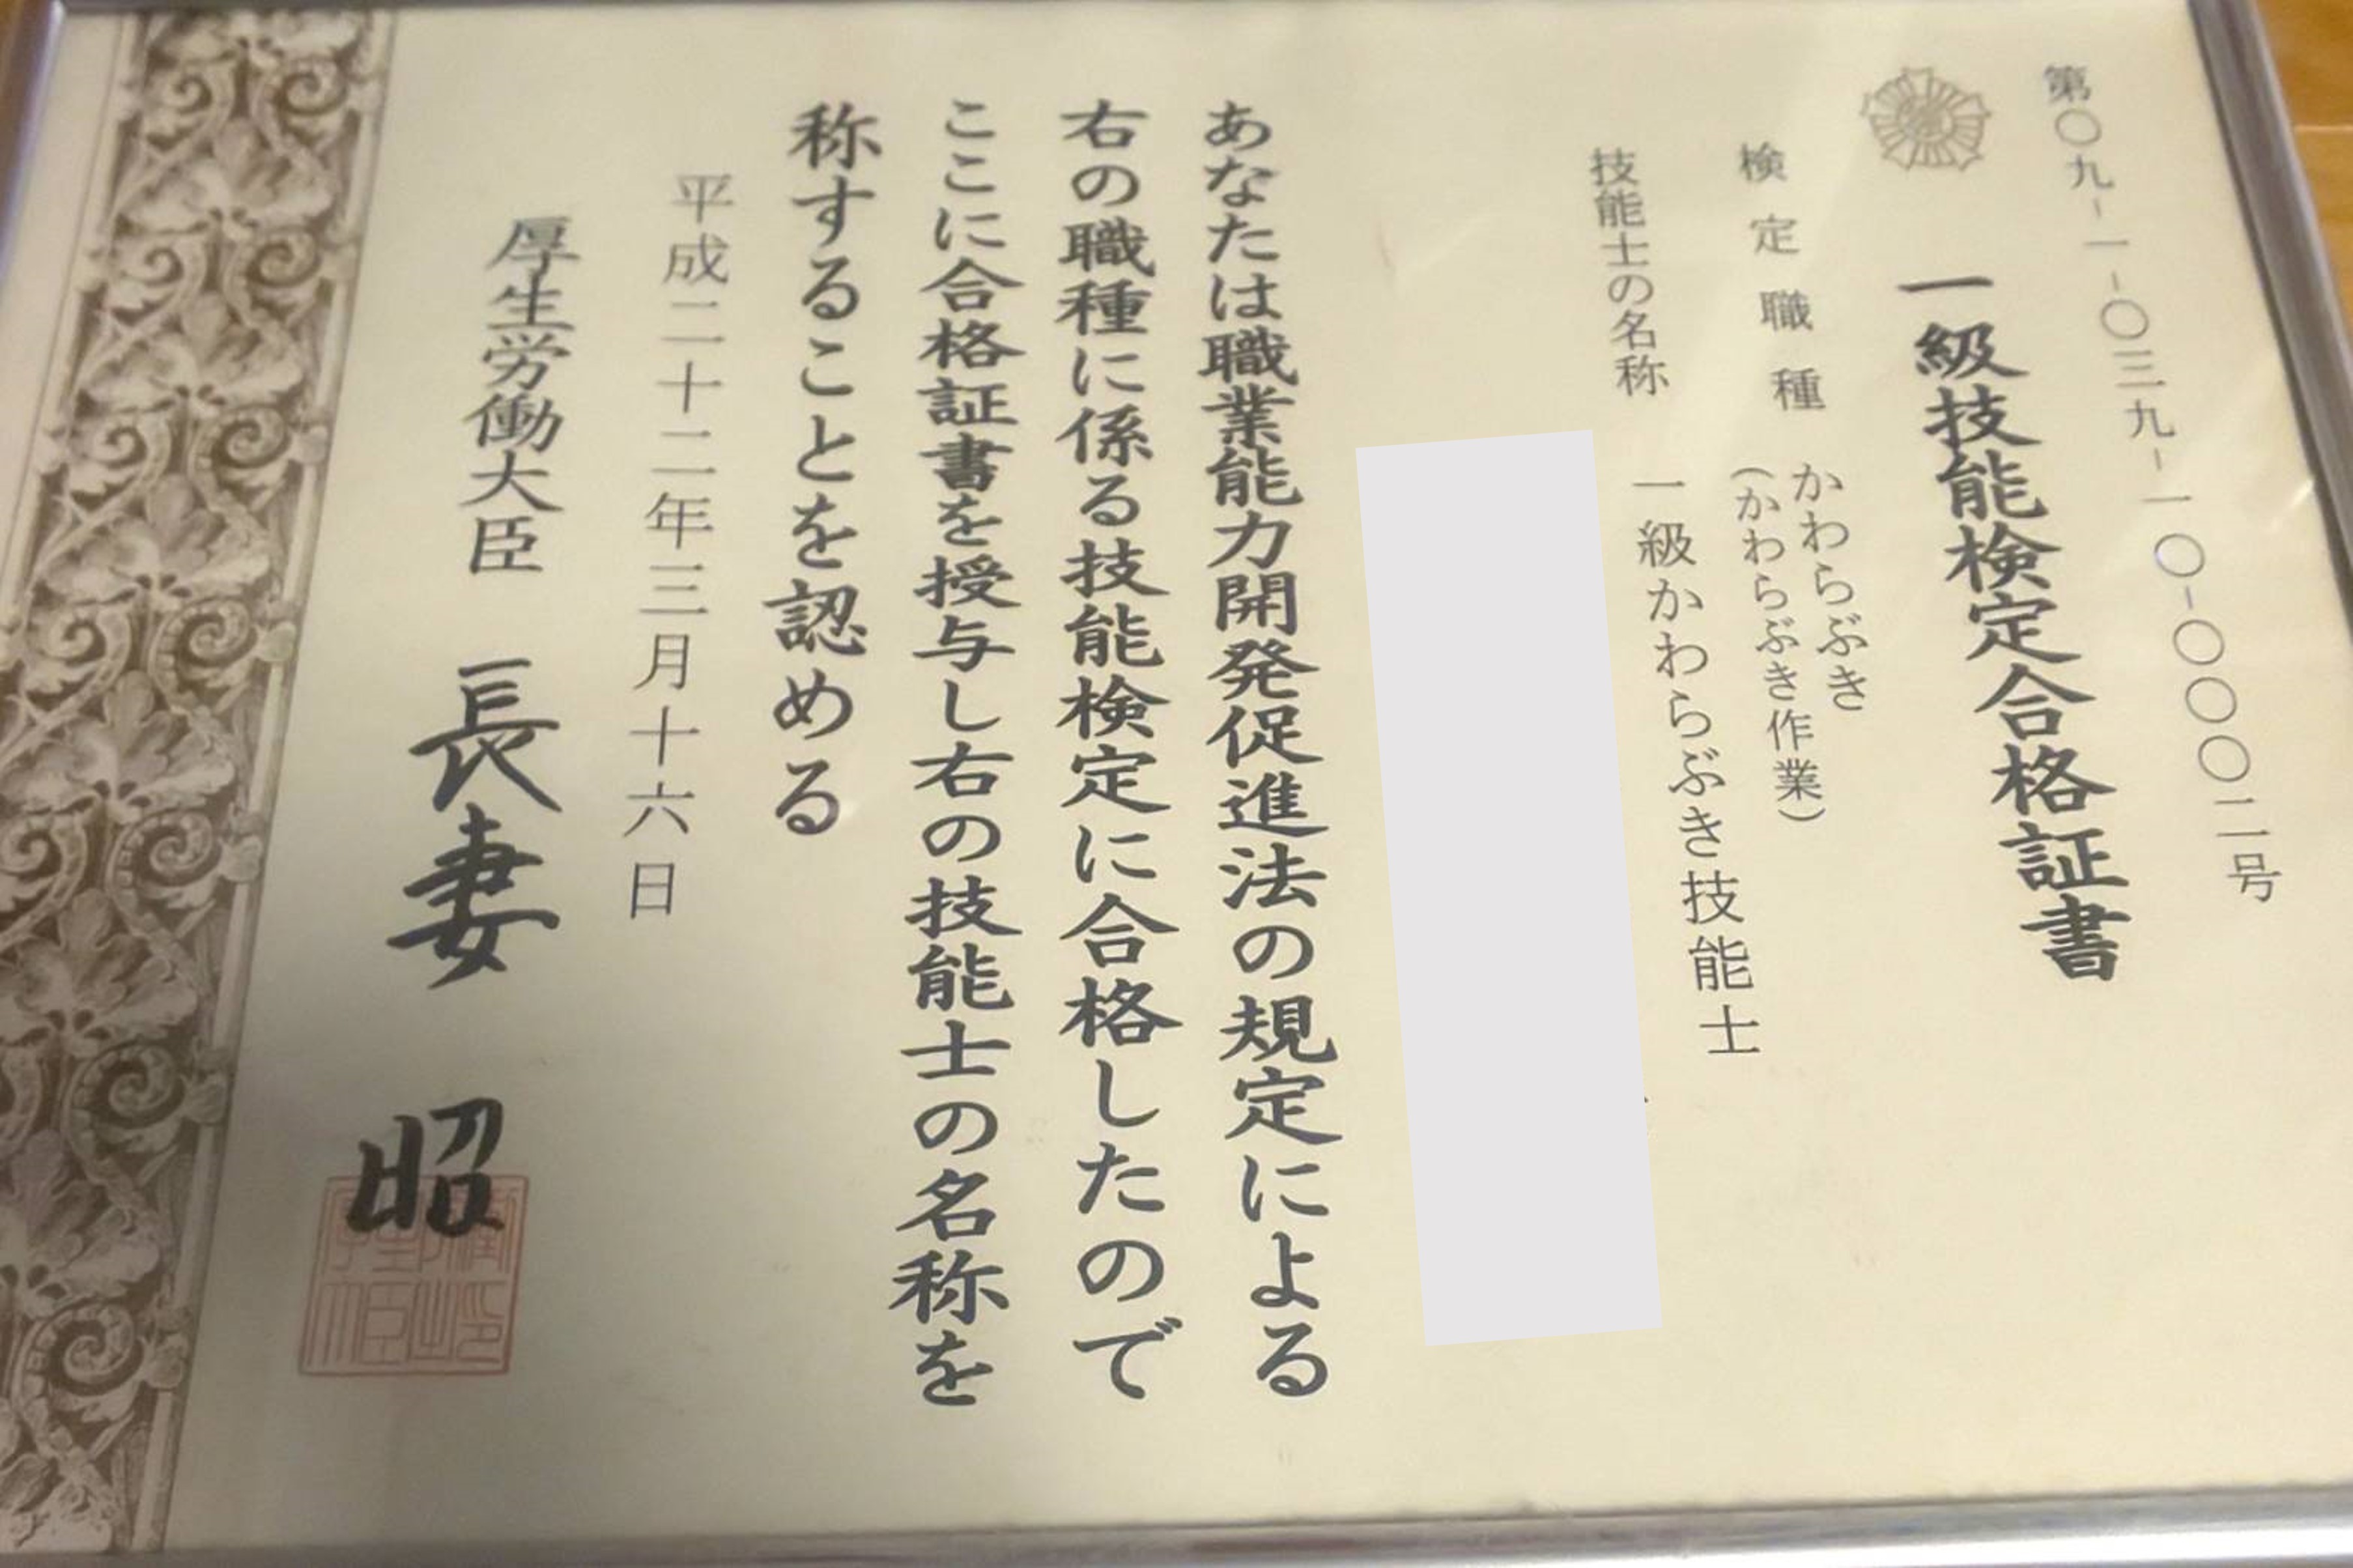 第〇九-一-〇三九-一〇-〇〇〇二号
一級技能検定合格証書
検定職種 かわらぶき
(かわらぶき作業)
技能士の名称 一級かわらぶき技能士
あなたは職業能力開発促進法の規定による
右の職種に係る技能検定に合格したので
ここに合格証書を授与し右の技能士の名称を
称することを認める
平成二十二年三月十六日
厚生労働大臣 長妻 昭